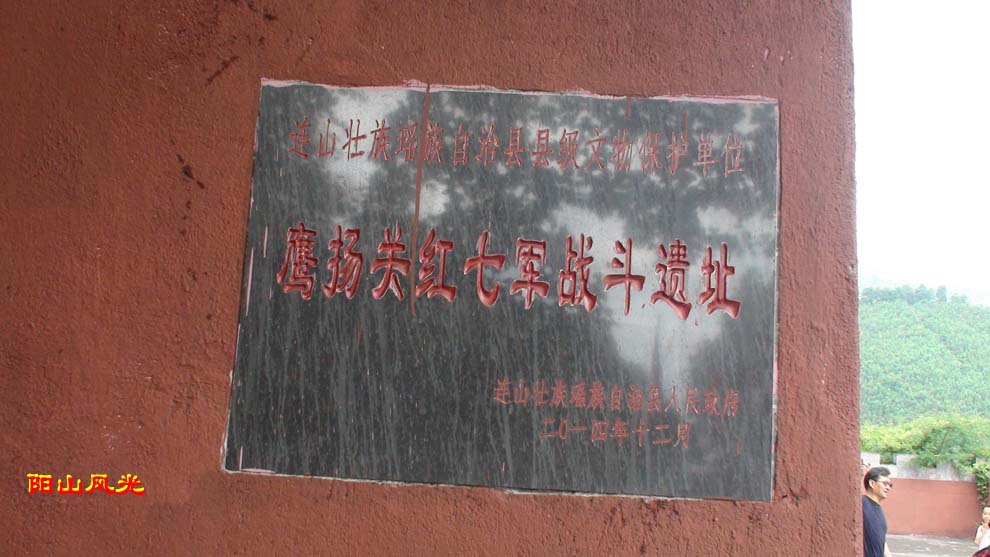 连山壮族瑶族自治县县级文物保护单位
鹰扬关红七军战斗遗址
连山壮族瑶族自治县人民政府
二〇一四年十二月
阳山风光